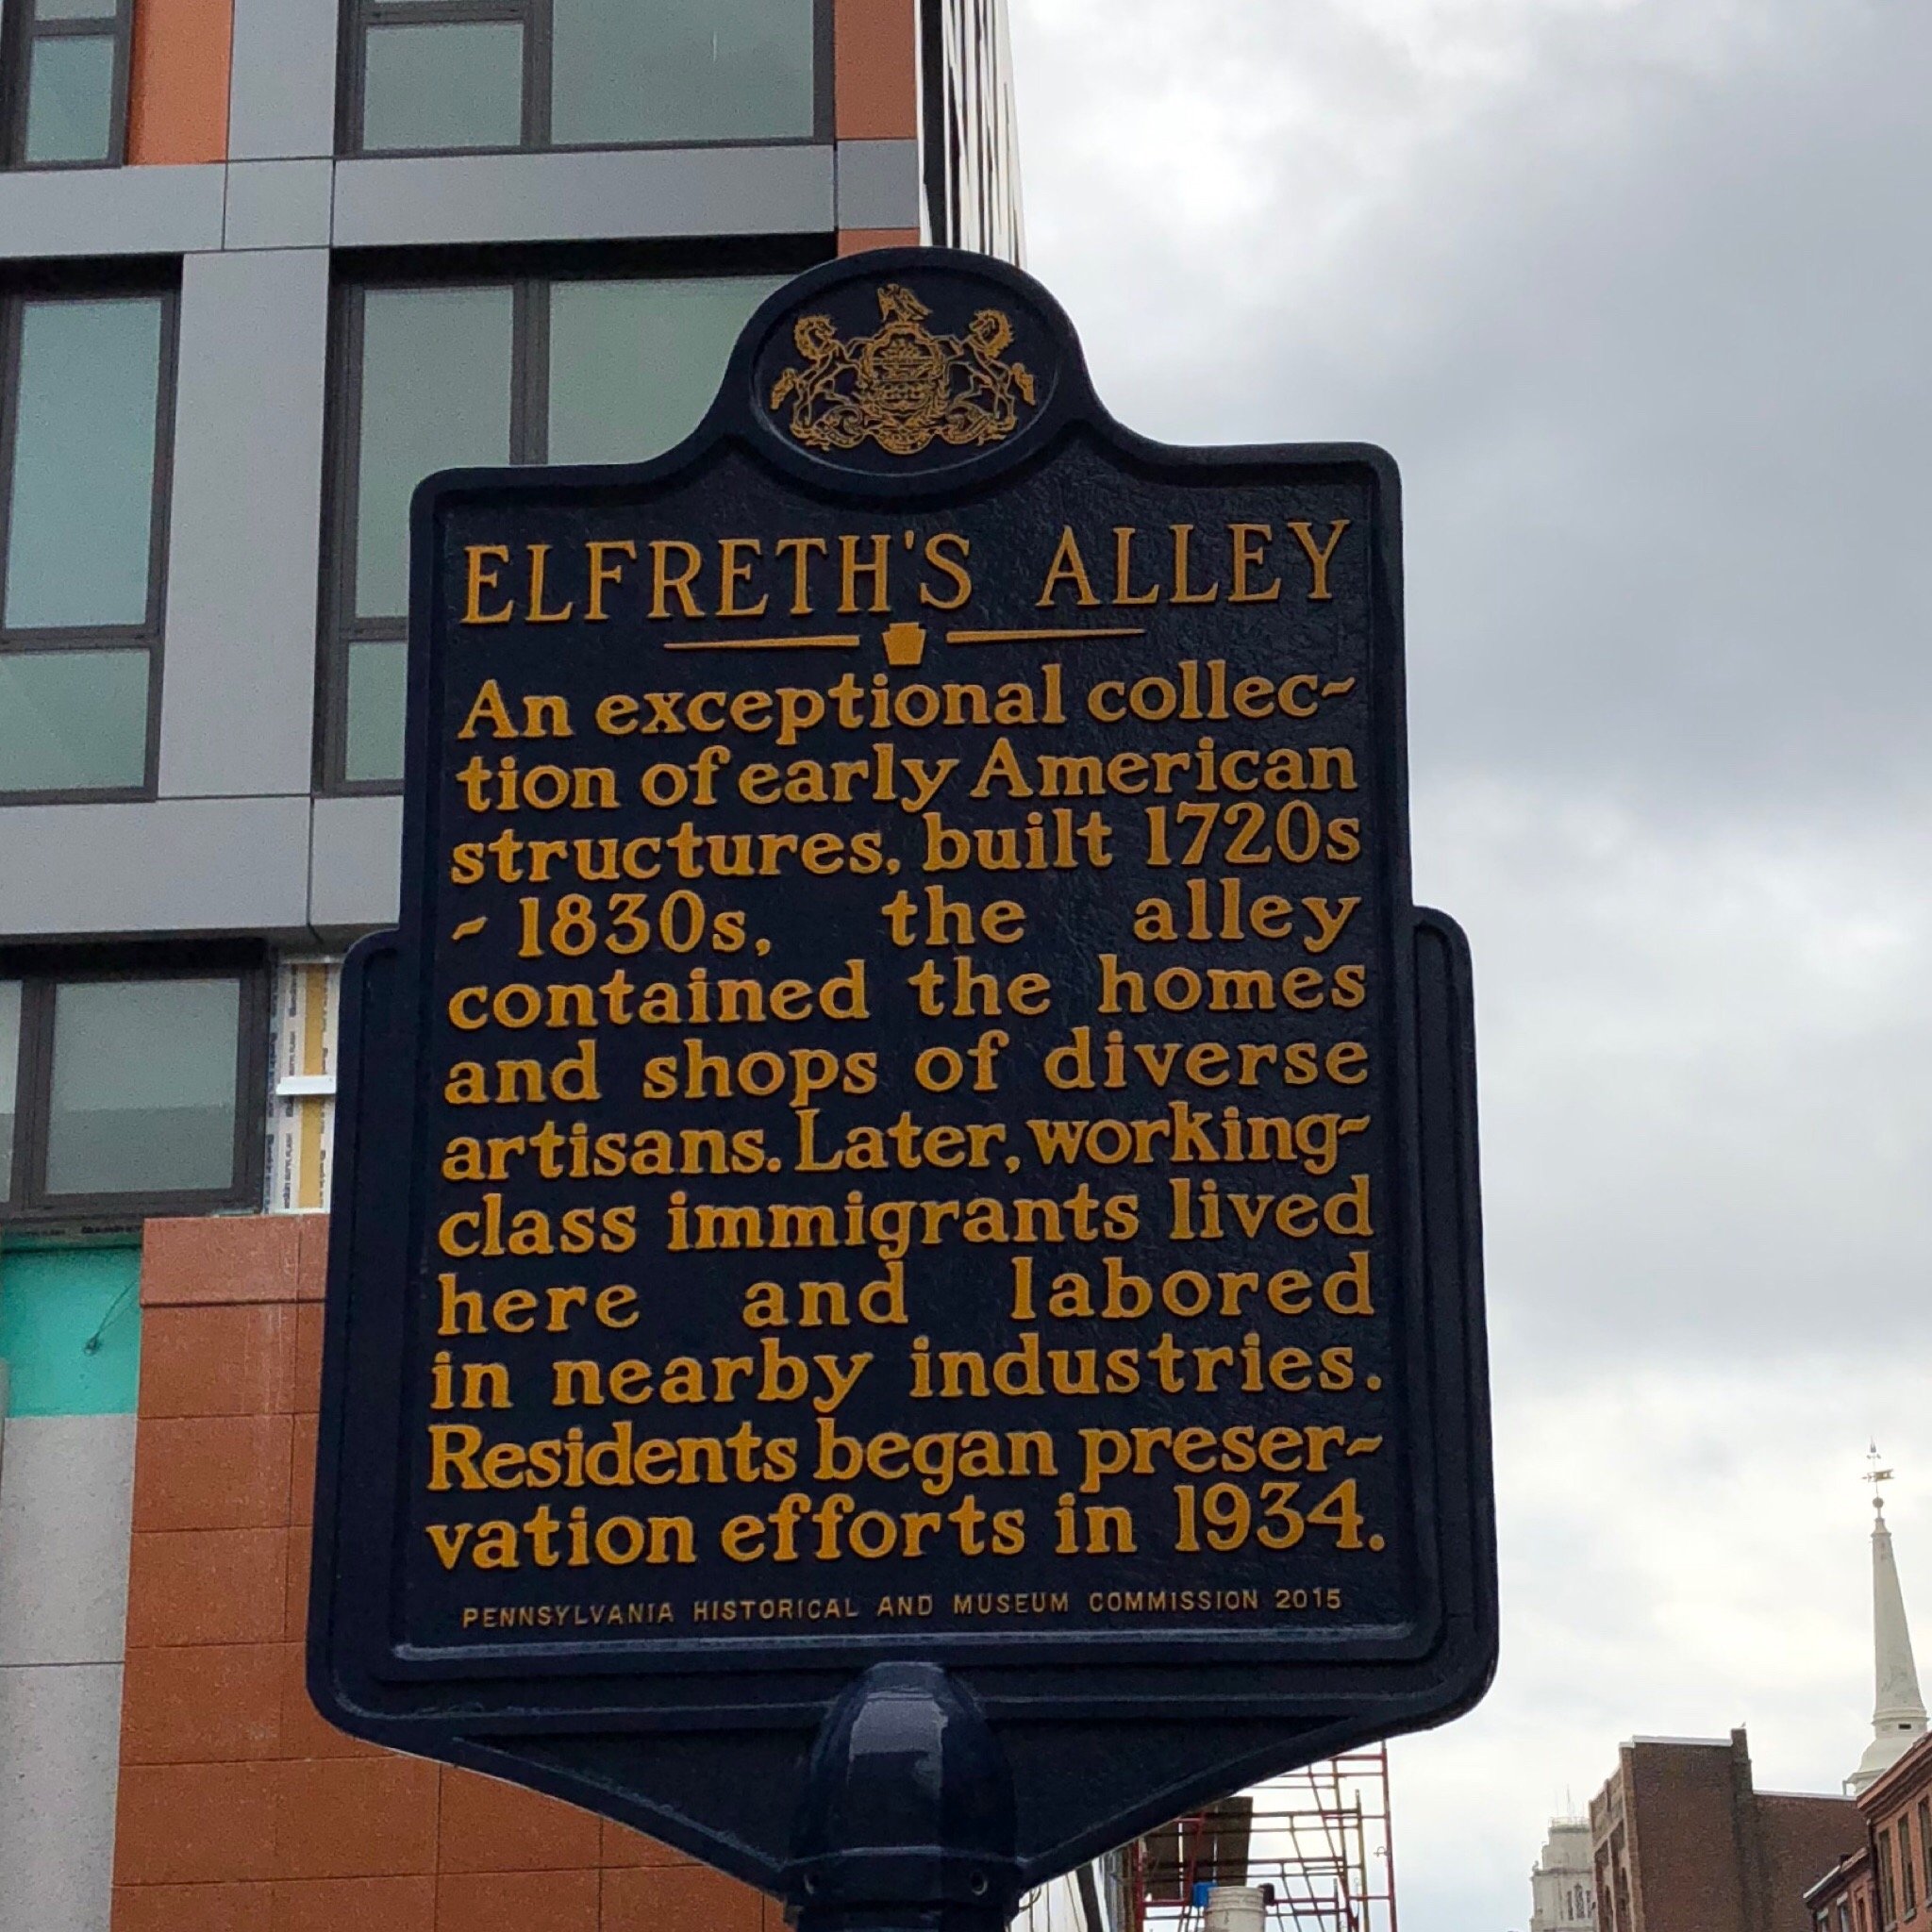 ELFRETH'S ALLEY
An exceptional collec-
tion of early American
structures, built 1720s
- 1830s, the alley
contained the homes
and shops of diverse
artisans. Later, working-
class immigrants lived
here and labored
in nearby industries.
Residents began preser-
vation efforts in 1934.
PENNSYLVANIA HISTORICAL AND MUSEUM COMMISSION 2015